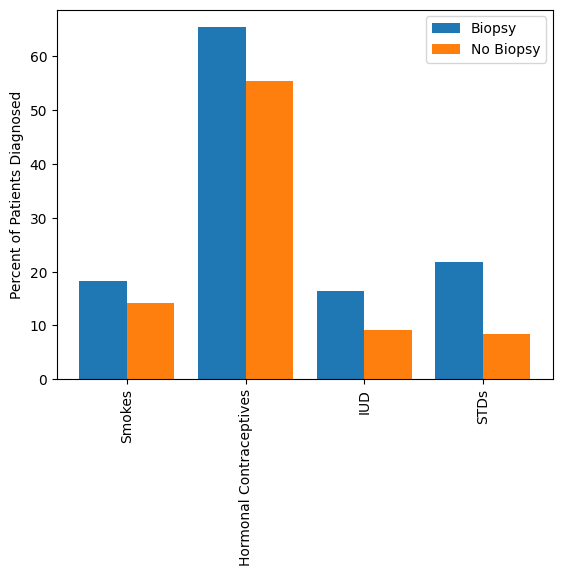 Biopsy
No Biopsy
Percent of Patients Diagnosed
60
50
40
30
20
10
0
Smokes
Hormonal Contraceptives
IUD
STDs